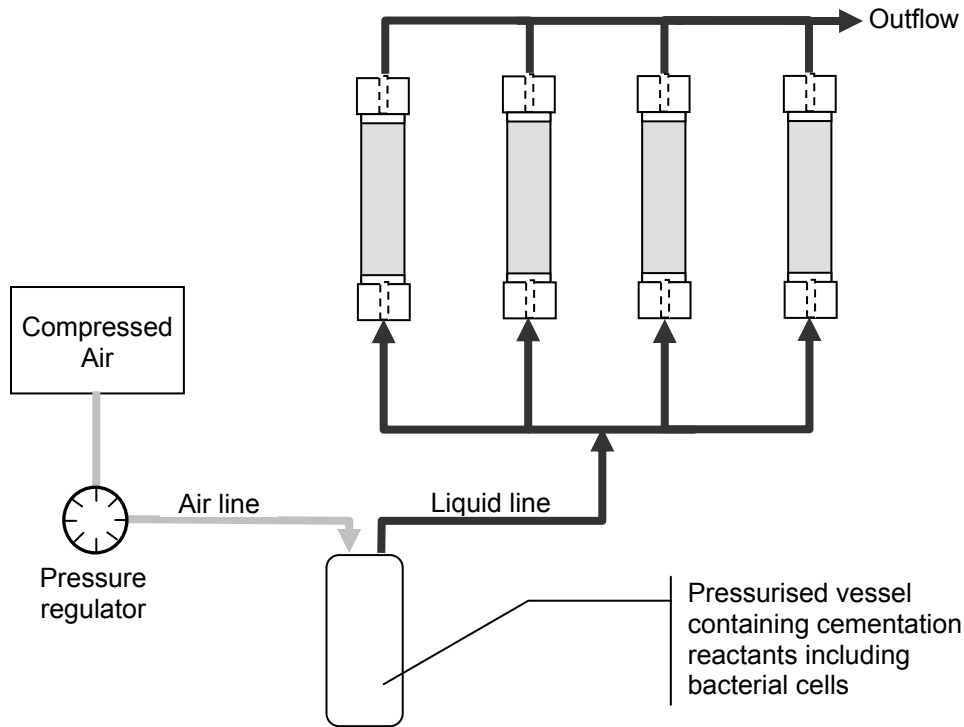 Outflow
Compressed
Air
Air line
Liquid line
Pressure
regulator
Pressurised vessel
containing cementation
reactants including
bacterial cells